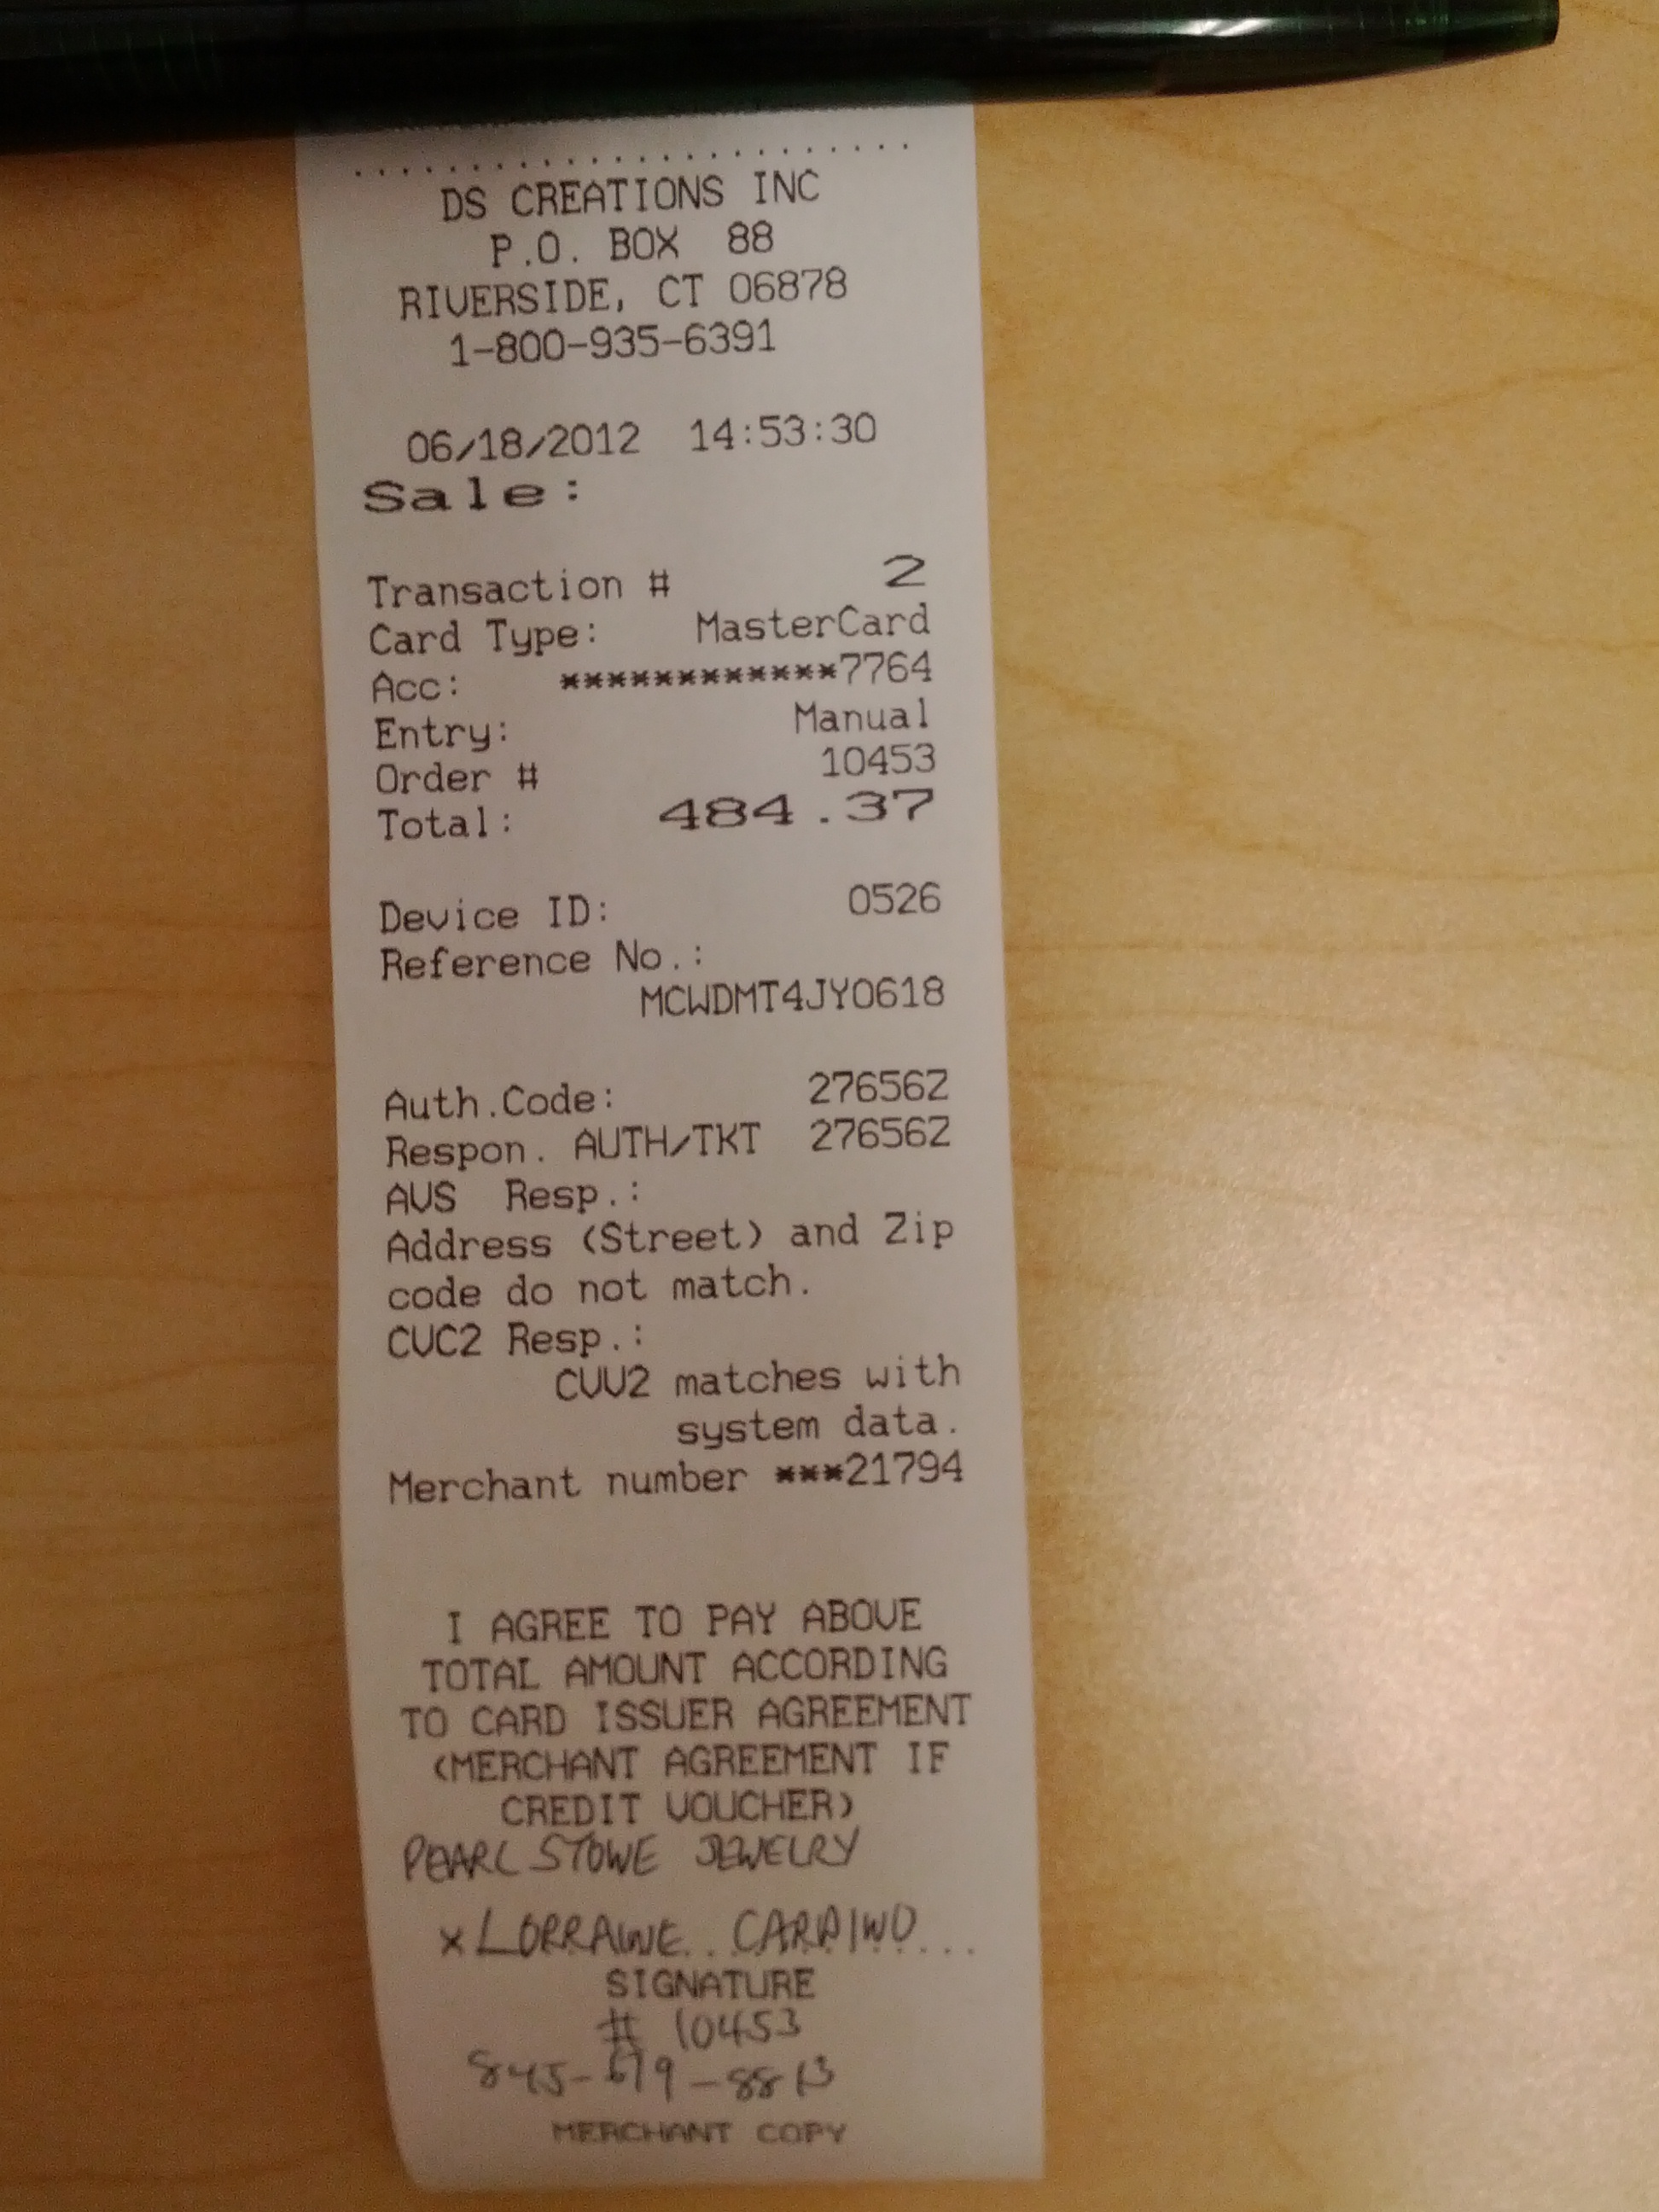 DS CREATIONS INC
P.O. BOX 88
RIVERSIDE, CT 06878
1-800-935-6391
06/18/2012 14:53:30
Sale:
Transaction # 2
Card Type: MasterCard
Acc: ************7764
Entry: Manual
Order # 10453
Total: 484.37
Device ID: 0526
Reference No.:
MCWDMT4JY0618
Auth.Code: 276562
Respon. AUTH/TKT 276562
AVS Resp.:
Address (Street) and Zip
code do not match.
CVC2 Resp.:
CVV2 matches with
system data.
Merchant number ***21794
I AGREE TO PAY ABOVE
TOTAL AMOUNT ACCORDING
TO CARD ISSUER AGREEMENT
(MERCHANT AGREEMENT IF
CREDIT VOUCHER)
PEARL STOWE JEWELRY
x LORRAINE
SIGNATURE
# 10453
845-679-8813
MERCHANT COPY